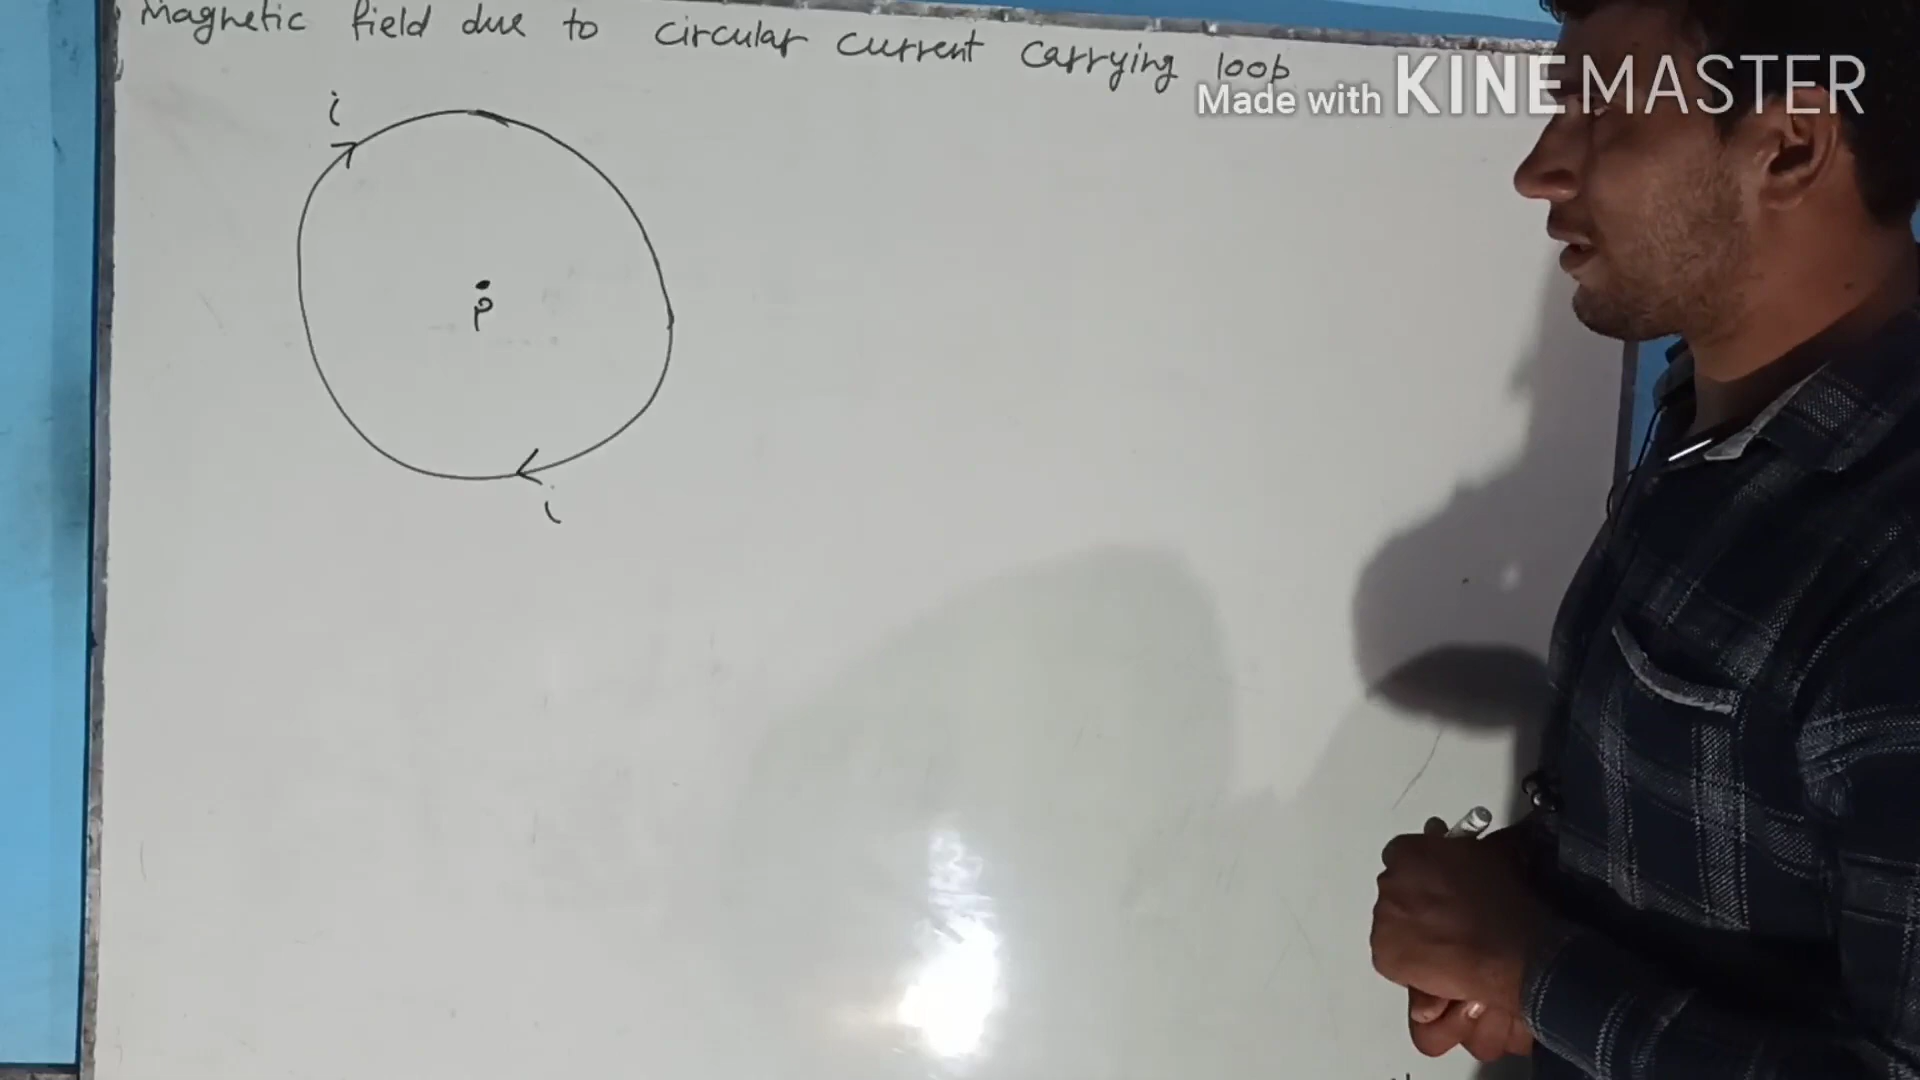 Magnetic field due to circular current carrying loop
Made with KINEMASTER
i
P
i